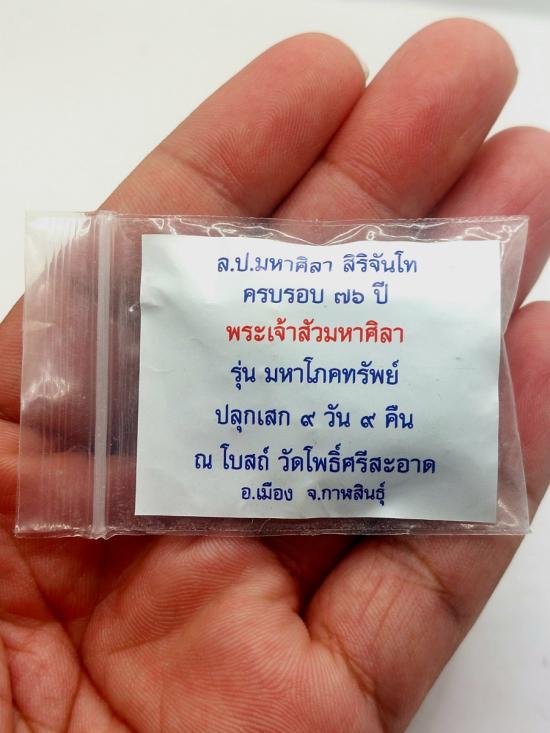 ล.ป.มหาศิลา สิริจันโท
ครบรอบ ๗๖ ปี
พระเจ้าสัวมหาศิลา
รุ่น มหาโภคทรัพย์
ปลุกเสก ๙ วัน ๙ คืน
ณ โบสถ์ วัดโพธิ์ศรีสะอาด
อ.เมือง จ.กาฬสินธุ์